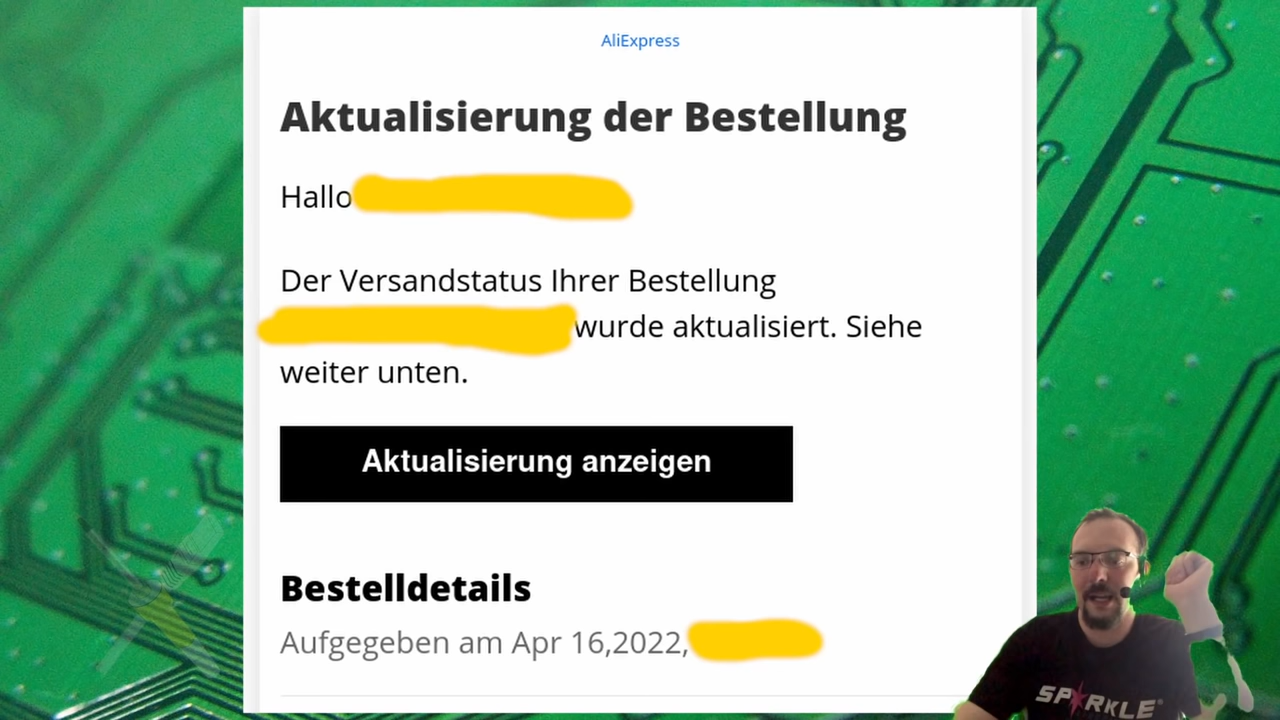 AliExpress
Aktualisierung der Bestellung
Hallo
Der Versandstatus Ihrer Bestellung
wurde aktualisiert. Siehe
weiter unten.
Aktualisierung anzeigen
Bestelldetails
Aufgegeben am Apr 16,2022,
SPARKLE